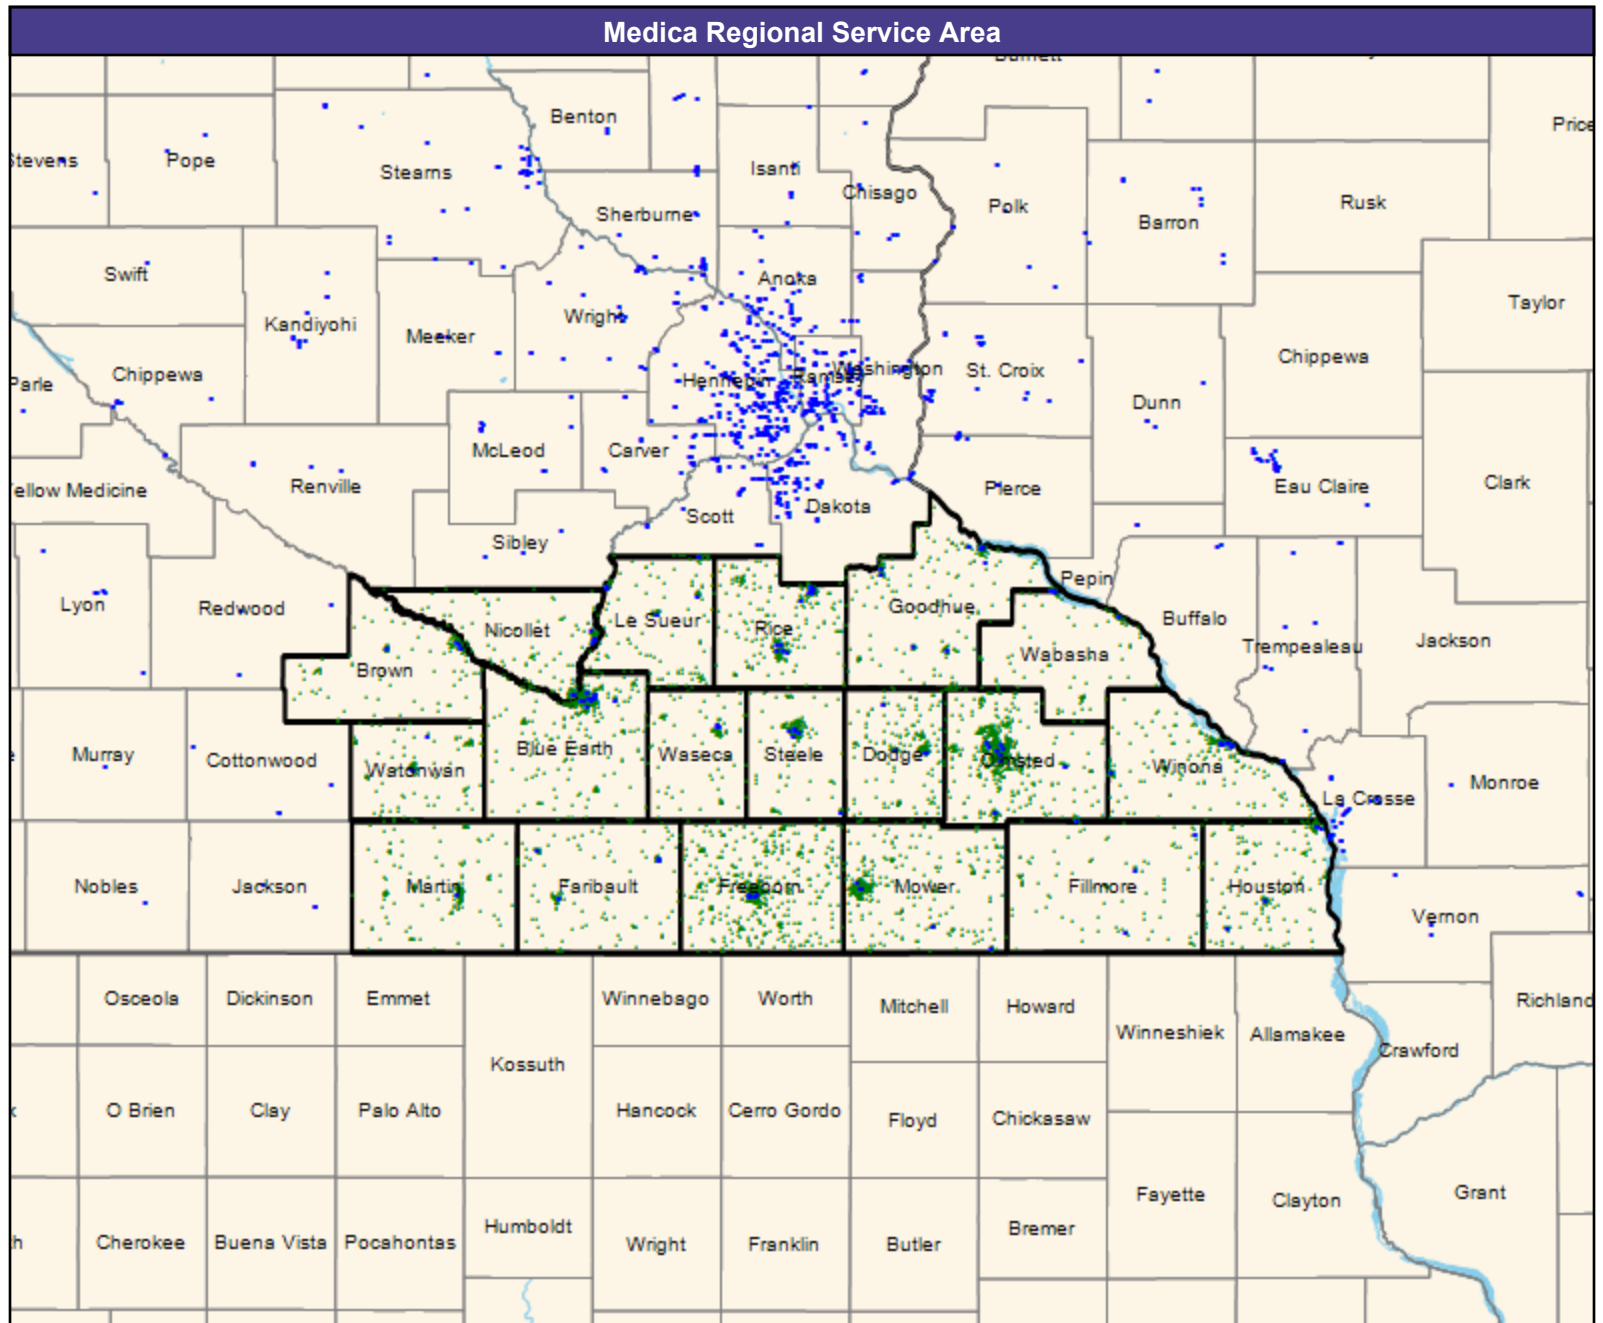 Medica Regional Service Area
Burnett
Benton
Price
Stevens
Pope
Stearns
Isanti
Chisago
Polk
Barron
Rusk
Sherburne
Swift
Anoka
Taylor
Kandiyohi
Wright
Meeker
Chippewa
Parle
Chippewa
Hennepin
Ramsey
Washington
St. Croix
Dunn
McLeod
Carver
Renville
ellow Medicine
Pierce
Eau Claire
Clark
Scott
Dakota
Sibley
Pepin
Lyon
Redwood
Nicollet
Le Sueur
Rice
Goodhue
Buffalo
Trempealeau
Jackson
Brown
Wabasha
Murray
Cottonwood
Watonwan
Blue Earth
Waseca
Steele
Dodge
Olmsted
Winona
La Crosse
Monroe
Nobles
Jackson
Martin
Faribault
Freeborn
Mower
Fillmore
Houston
Vernon
Osceola
Dickinson
Emmet
Winnebago
Worth
Mitchell
Howard
Richland
Winneshiek
Allamakee
Crawford
Kossuth
O Brien
Clay
Palo Alto
Hancock
Cerro Gordo
Floyd
Chickasaw
Fayette
Clayton
Grant
Cherokee
Buena Vista
Pocahontas
Humboldt
Wright
Franklin
Butler
Bremer